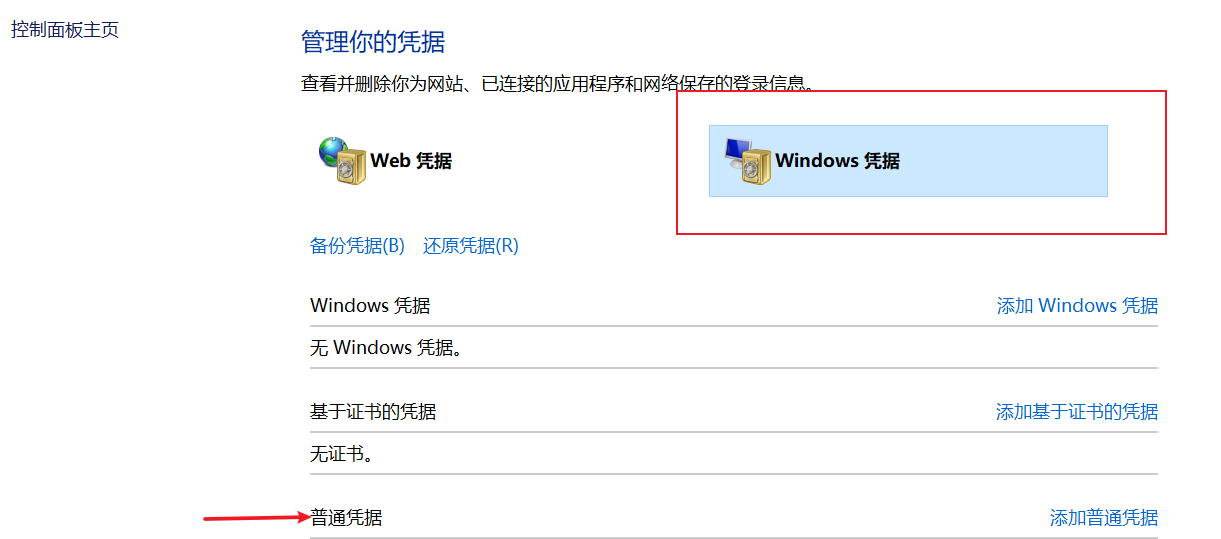 控制面板主页
管理你的凭据
查看并删除你为网站、已连接的应用程序和网络保存的登录信息。
Web 凭据
Windows 凭据
备份凭据(B) 还原凭据(R)
Windows 凭据 添加 Windows 凭据
无 Windows 凭据。
基于证书的凭据 添加基于证书的凭据
无证书。
普通凭据 添加普通凭据